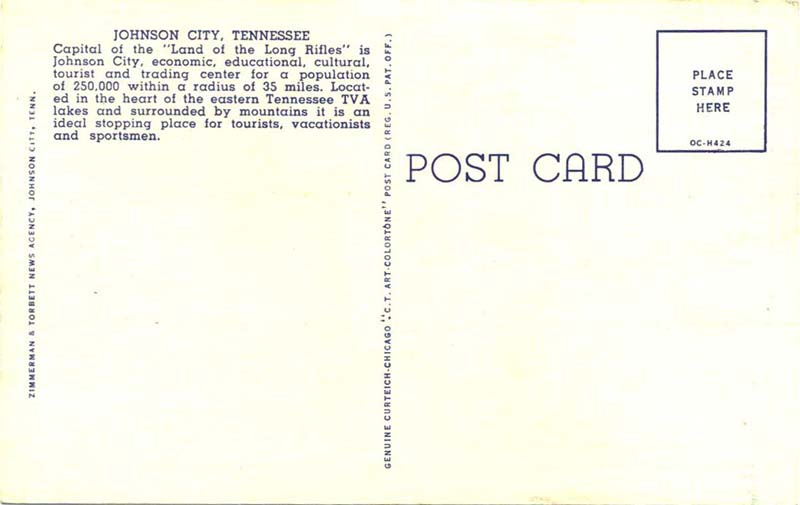 JOHNSON CITY, TENNESSEE
Capital of the "Land of the Long Rifles" is
Johnson City, economic, educational, cultural,
tourist and trading center for a population
of 250,000 within a radius of 35 miles. Locat-
ed in the heart of the eastern Tennessee TVA
lakes and surrounded by mountains it is an
ideal stopping place for tourists, vacationists
and sportsmen.
ZIMMERMAN & TORBETT NEWS AGENCY, JOHNSON CITY, TENN.
GENUINE CURTEICH-CHICAGO "C.T. ART-COLORTONE" POST CARD (REG. U.S. PAT. OFF.)
POST CARD
PLACE
STAMP
HERE
OC-H424